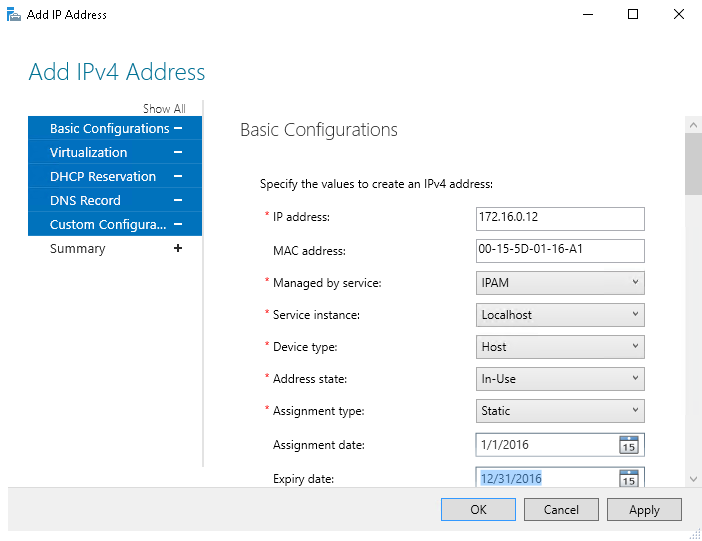 Add IP Address
Add IPv4 Address
Show All
Basic Configurations
Virtualization
DHCP Reservation
DNS Record
Custom Configura...
Summary
Basic Configurations
Specify the values to create an IPv4 address:
* IP address: 172.16.0.12
MAC address: 00-15-5D-01-16-A1
* Managed by service: IPAM
* Service instance: Localhost
* Device type: Host
* Address state: In-Use
* Assignment type: Static
Assignment date: 1/1/2016 15
Expiry date: 12/31/2016 15
OK Cancel Apply